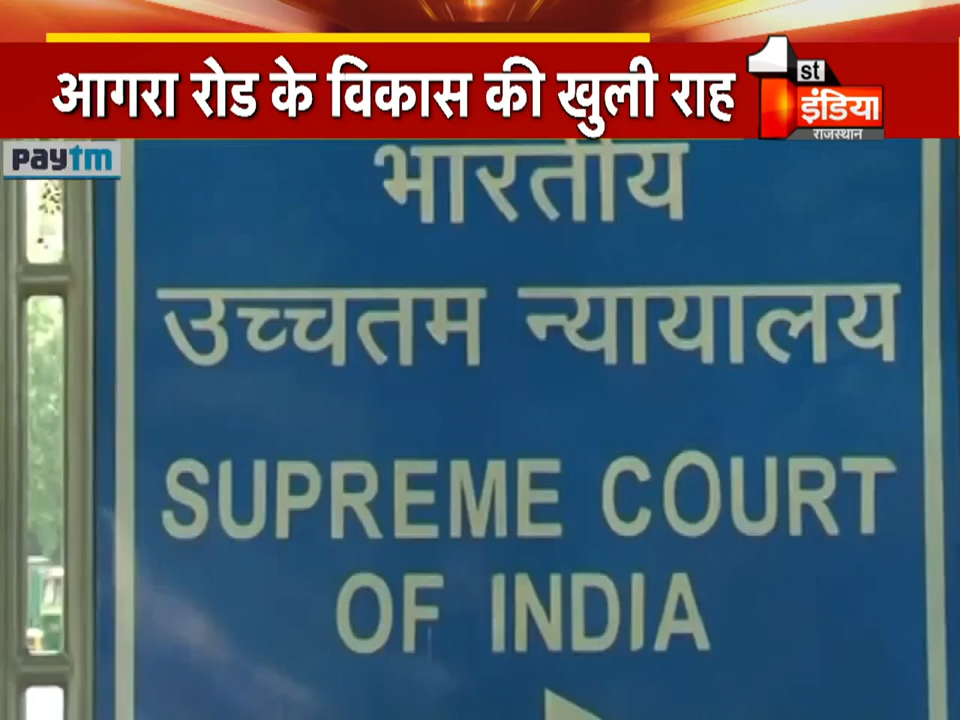 आगरा रोड के विकास की खुली राह
1st
इंडिया
राजस्थान
paytm
भारतीय
उच्चतम न्यायालय
SUPREME COURT
OF INDIA